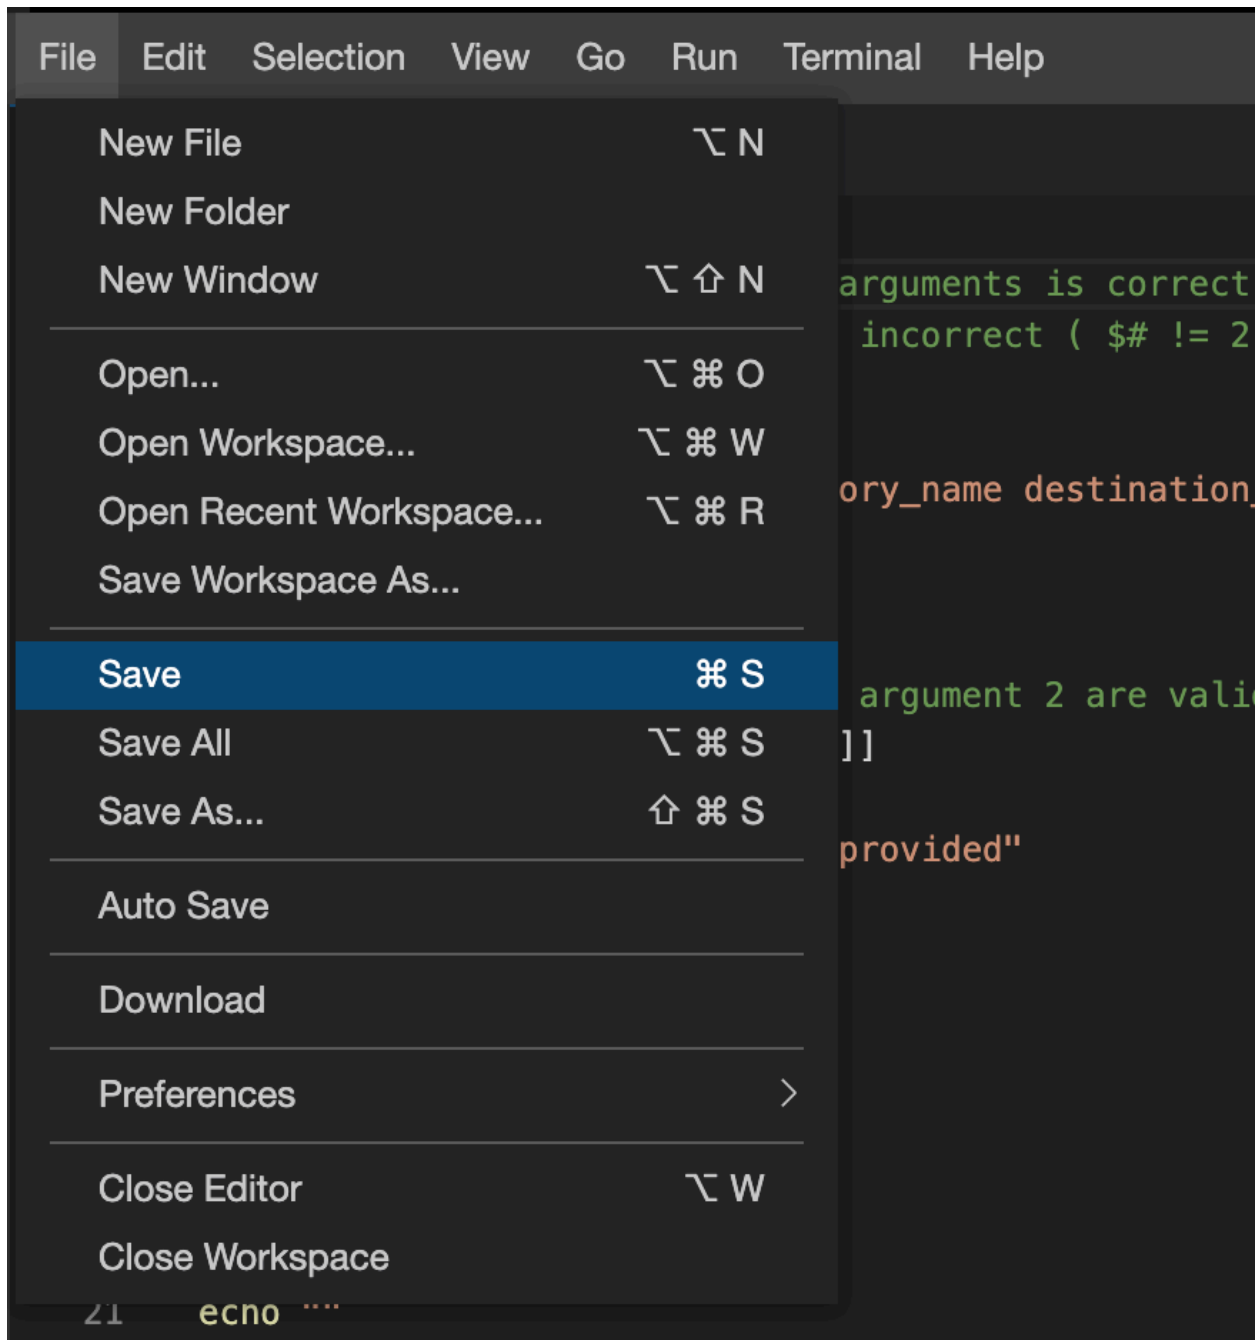 File Edit Selection View Go Run Terminal Help
New File ⌥ N
New Folder
New Window ⌥ ⇧ N
arguments is correct
incorrect ( $# != 2
Open... ⌥ ⌘ O
Open Workspace... ⌥ ⌘ W
ory_name destination_
Open Recent Workspace... ⌥ ⌘ R
Save Workspace As...
Save ⌘ S
argument 2 are valid
Save All ⌥ ⌘ S
]]
Save As... ⇧ ⌘ S
provided"
Auto Save
Download
Preferences >
Close Editor ⌥ W
Close Workspace
21 echo ""